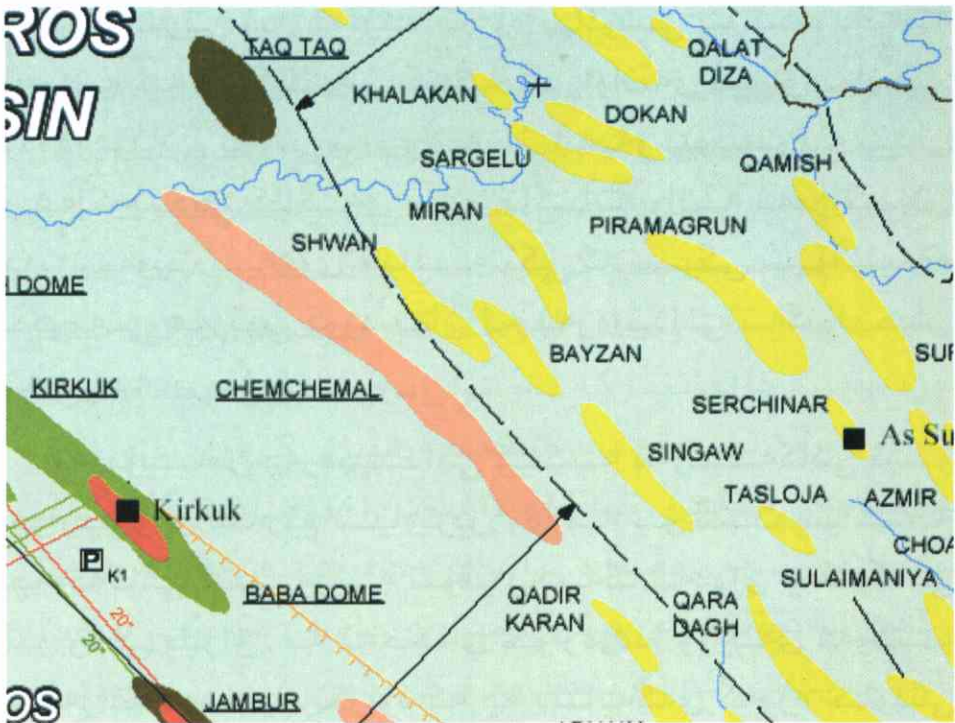 ROS
SIN
TAQ TAQ
KHALAKAN
QALAT
DIZA
DOKAN
SARGELU
QAMISH
MIRAN
SHWAN
PIRAMAGRUN
DOME
BAYZAN
SUR
KIRKUK
CHEMCHEMAL
SERCHINAR
As Su
SINGAW
TASLOJA
AZMIR
Kirkuk
CHOA
P
K1
SULAIMANIYA
BABA DOME
QADIR
KARAN
QARA
DAGH
20"
20"
JAMBUR
OS